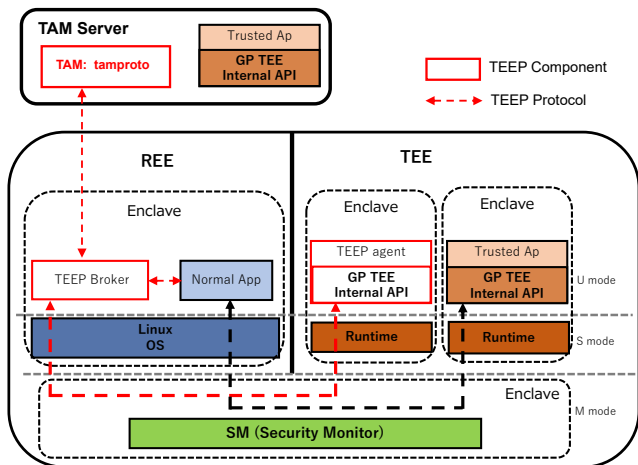 TAM Server
TAM: tamproto
Trusted Ap
GP TEE
Internal API
TEEP Component
TEEP Protocol
REE
TEE
Enclave
Enclave
Enclave
TEEP Broker
Normal App
TEEP agent
GP TEE
Internal API
Trusted Ap
GP TEE
Internal API
U mode
Linux
OS
Runtime
Runtime
S mode
Enclave
M mode
SM (Security Monitor)